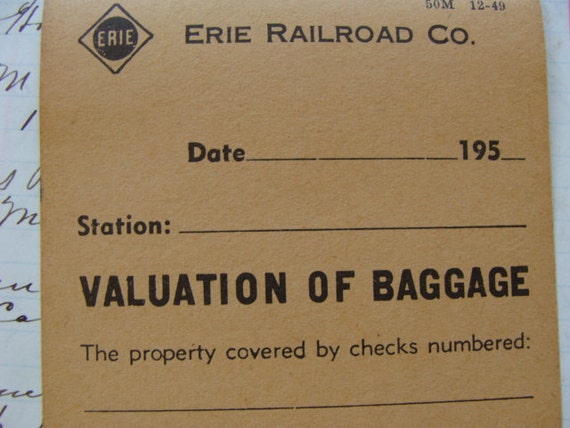 50M 12-49
ERIE ERIE RAILROAD CO.
Date 195
Station:
VALUATION OF BAGGAGE
The property covered by checks numbered: